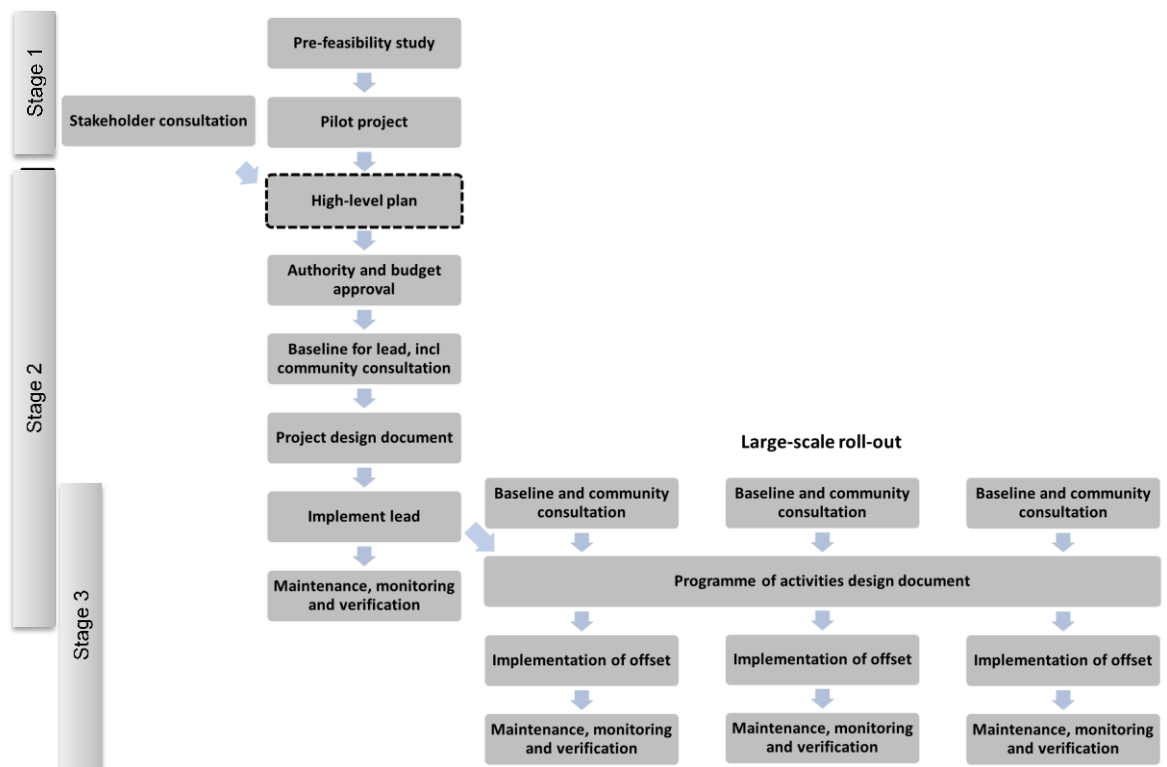 Stage 1
Pre-feasibility study
Stakeholder consultation
Pilot project
Stage 2
High-level plan
Authority and budget
approval
Baseline for lead, incl
community consultation
Project design document
Implement lead
Maintenance, monitoring
and verification
Stage 3
Large-scale roll-out
Baseline and community
consultation
Baseline and community
consultation
Baseline and community
consultation
Programme of activities design document
Implementation of offset
Implementation of offset
Implementation of offset
Maintenance, monitoring
and verification
Maintenance, monitoring
and verification
Maintenance, monitoring
and verification